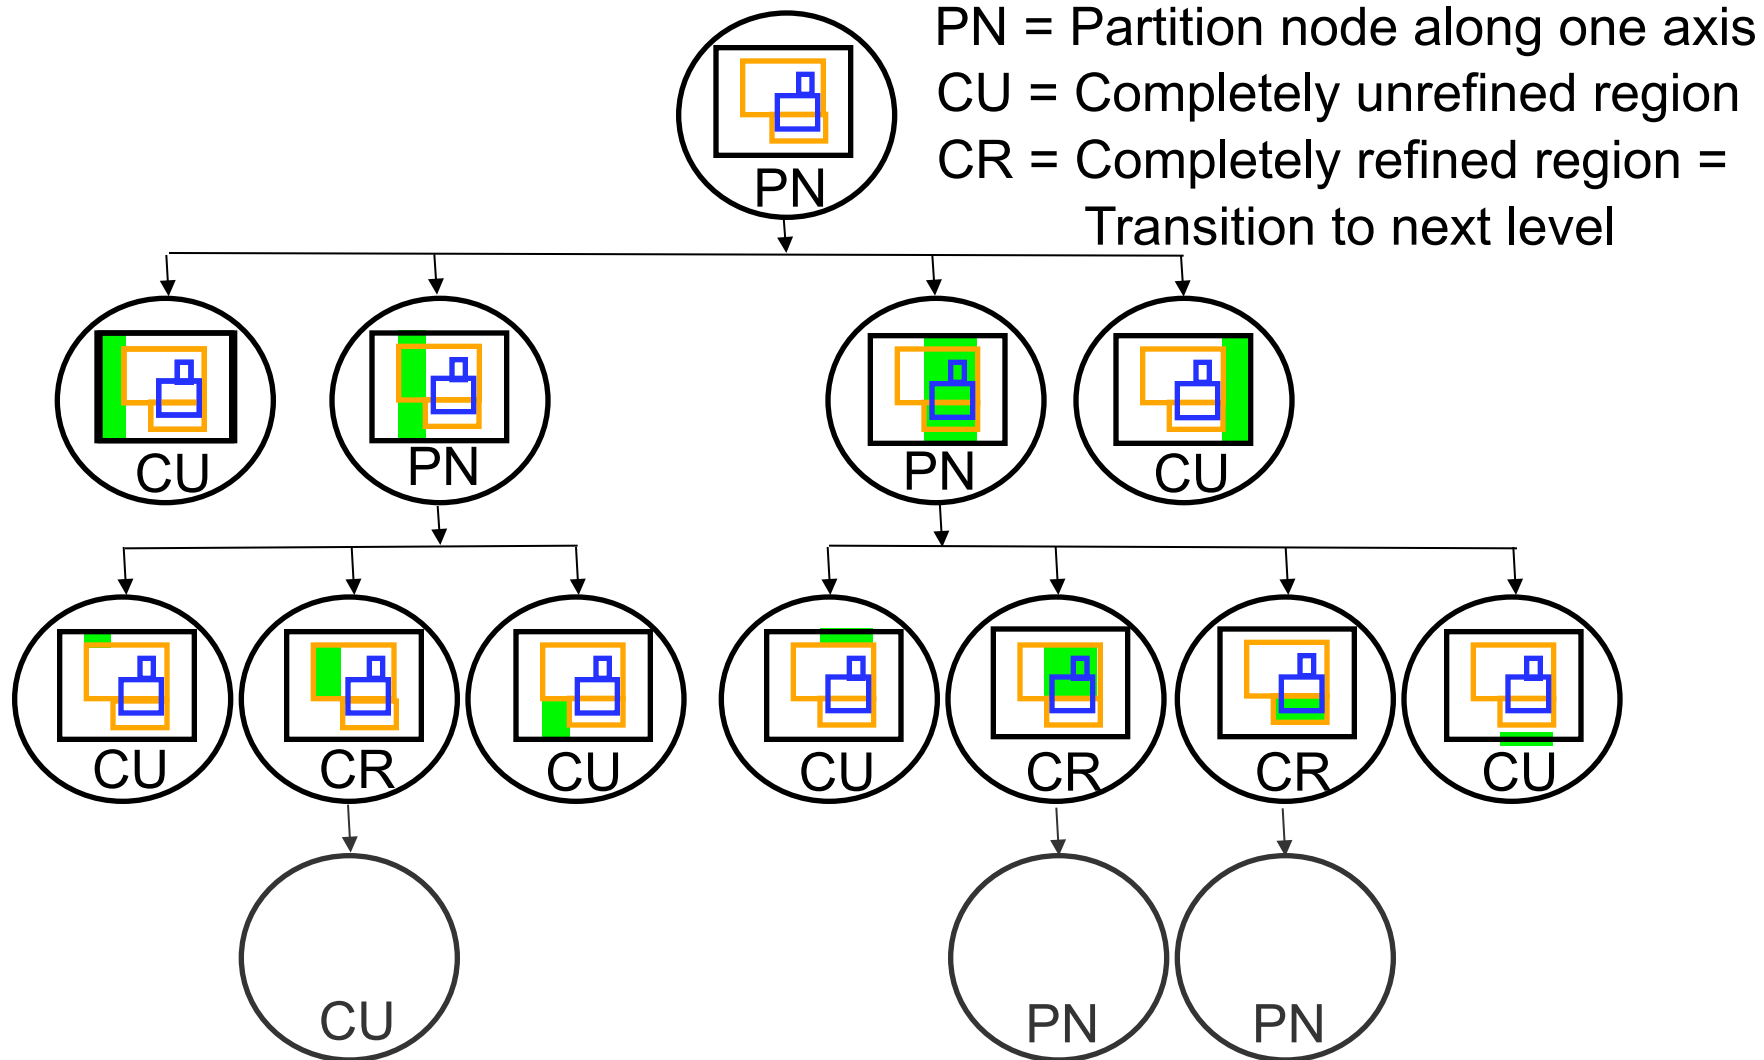 PN = Partition node along one axis
CU = Completely unrefined region
CR = Completely refined region =
Transition to next level
PN
CU
PN
PN
CU
CU
CR
CU
CU
CR
CR
CU
CU
PN
PN